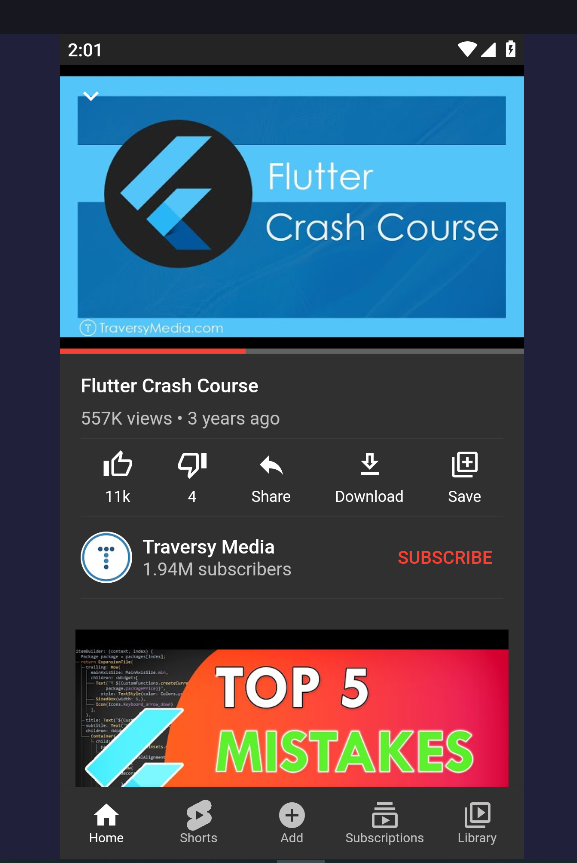 2:01
Flutter
Crash Course
TraversyMedia.com
Flutter Crash Course
557K views • 3 years ago
11k
4
Share
Download
Save
Traversy Media
1.94M subscribers
SUBSCRIBE
TOP 5
MISTAKES
Home
Shorts
Add
Subscriptions
Library